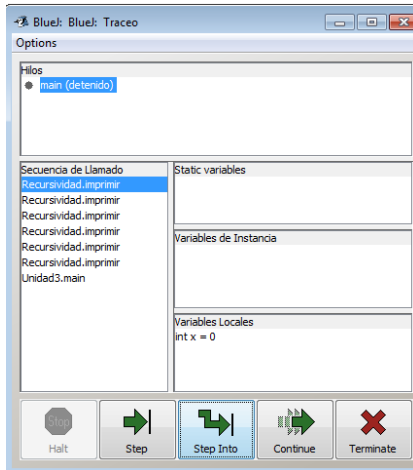 BlueJ: BlueJ: Traceo
Options
Hilos
main (detenido)
Secuencia de Llamado
Recursividad.imprimir
Recursividad.imprimir
Recursividad.imprimir
Recursividad.imprimir
Recursividad.imprimir
Recursividad.imprimir
Unidad3.main
Static variables
Variables de Instancia
Variables Locales
int x = 0
Stop
Halt
Step
Step Into
Continue
Terminate